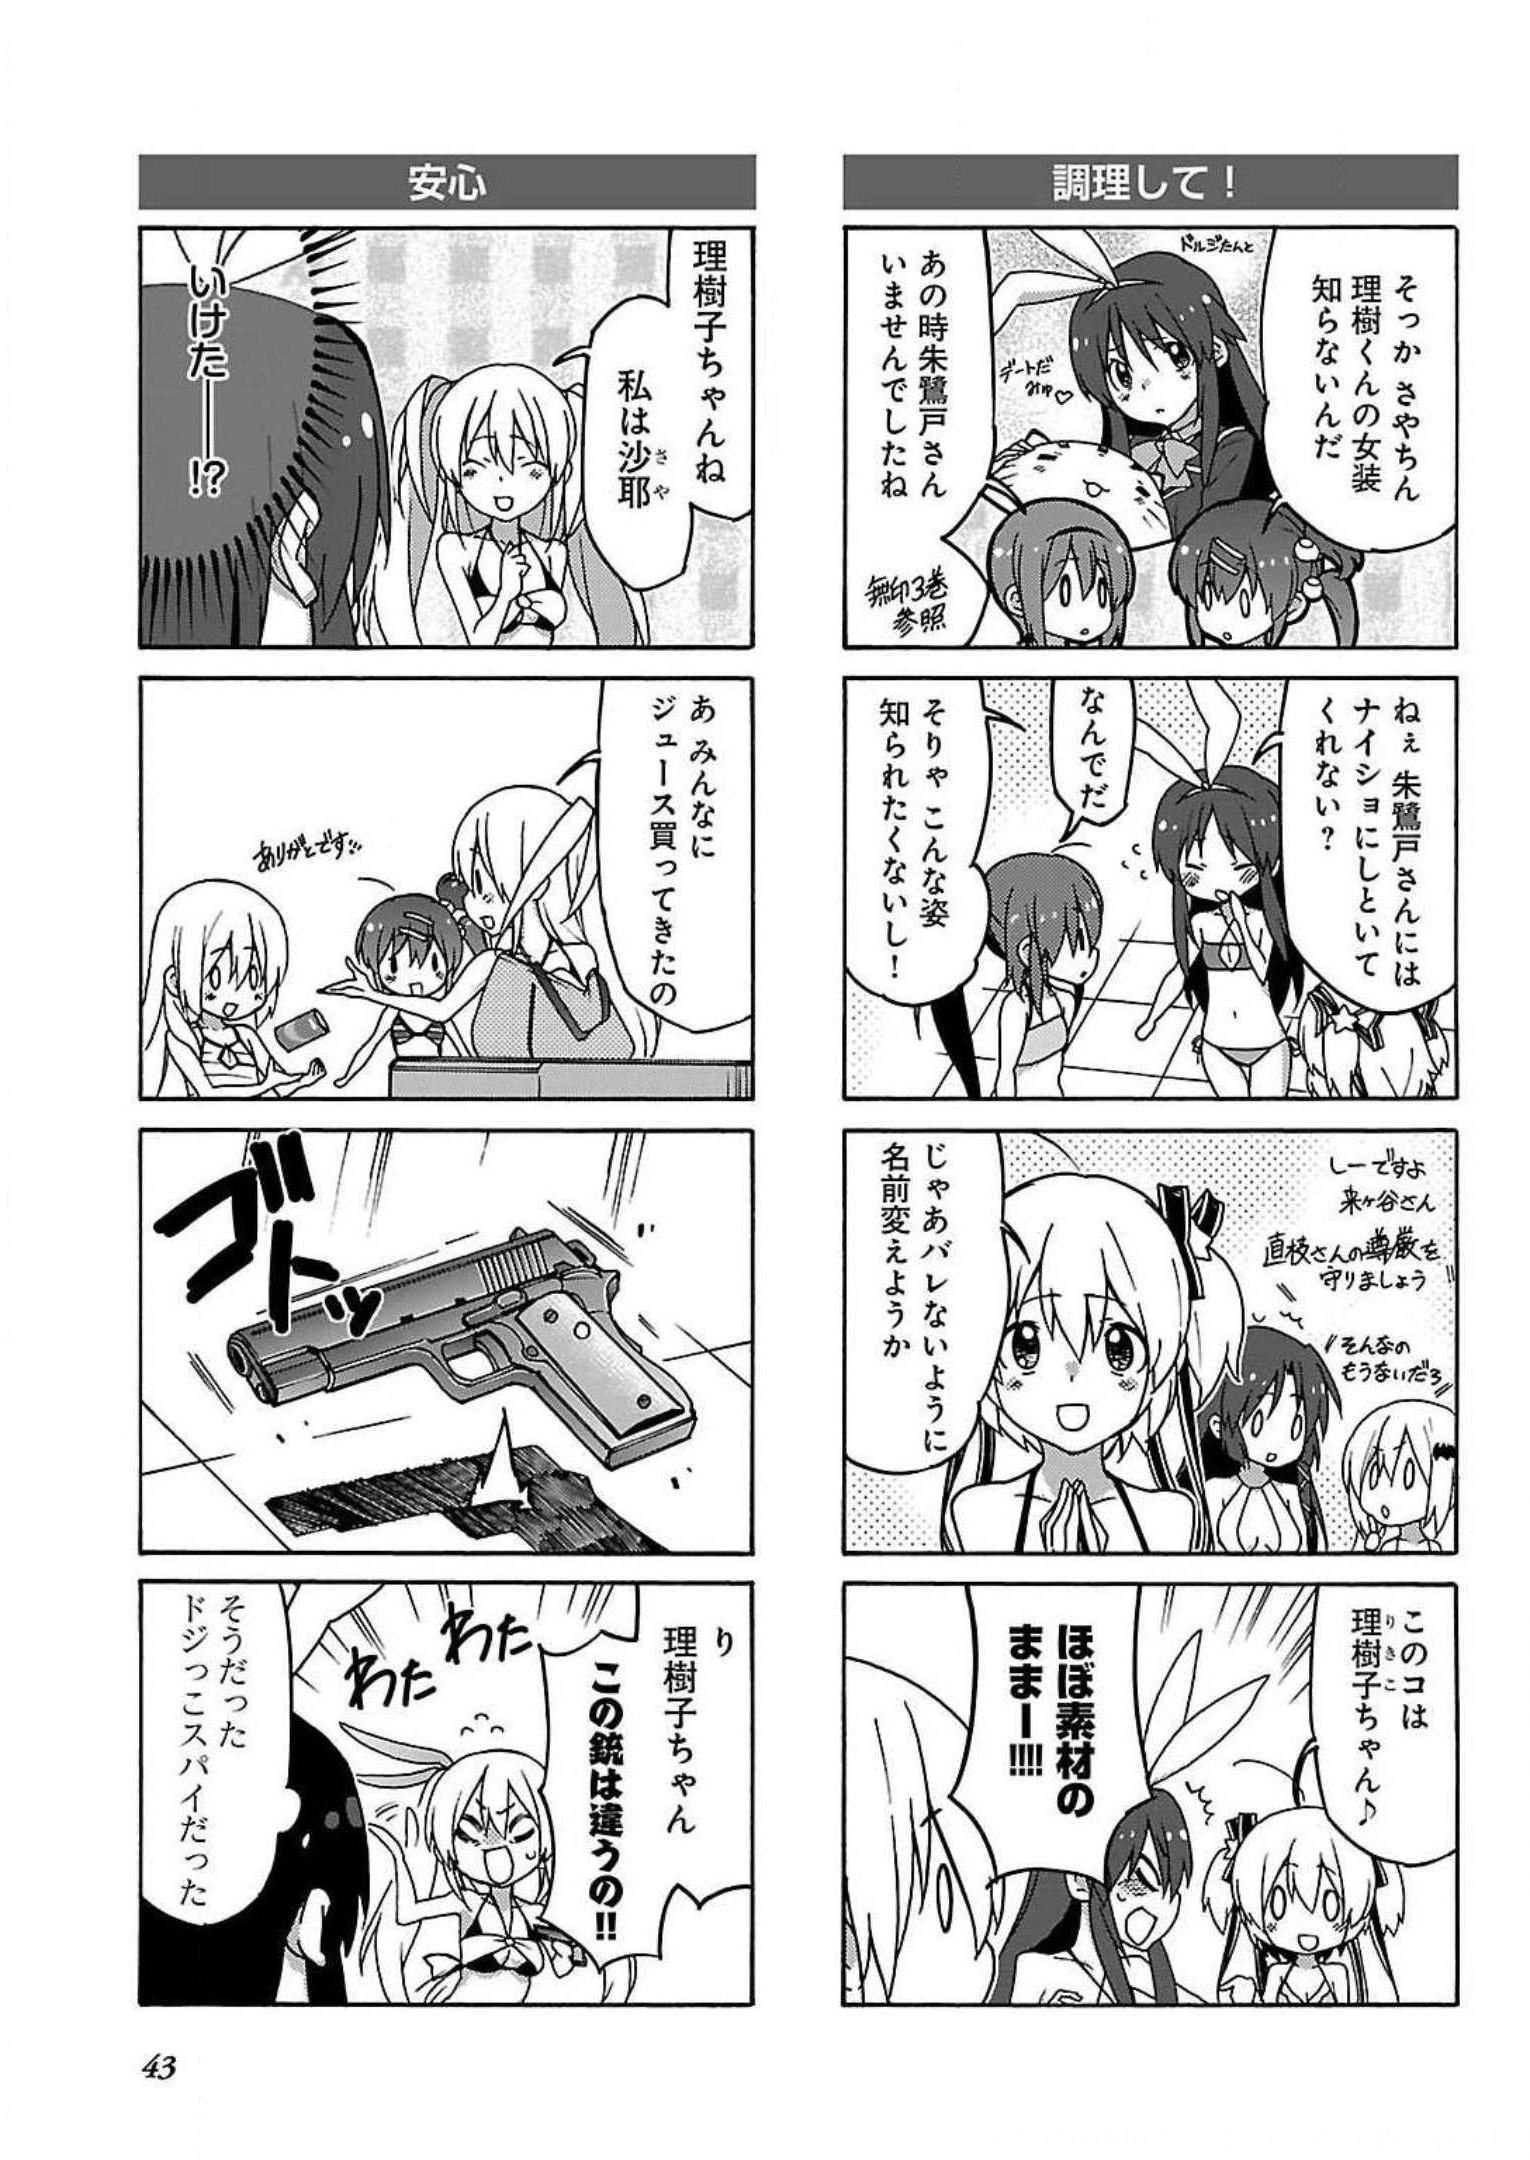 調理して！
そっか さやちん
理樹くんの女装
知らないんだ
ドルジたんと
デートだ
みゅ♡
あの時朱鷺戸さん
いませんでしたね
無印3巻
参照
ねぇ 朱鷺戸さんには
ナイショにしといて
くれない？
なんでだ
そりゃ こんな姿
知られたくないし！
しーですよ
来ヶ谷さん
直枝さんの尊厳を
守りましょう
そんなの
もうないだろ
じゃあバレないように
名前変えようか
このコは
理樹子ちゃん♪
りきこ
ほぼ素材の
ままー!!!!
安心
理樹子ちゃんね
私は沙耶
さや
いけた――!?
あ みんなに
ジュース買ってきたの
ありがとです!!!
ゴトッ
り
理樹子ちゃん
この銃は違うの!!
わた
わた
そうだった
ドジっこスパイだった
43